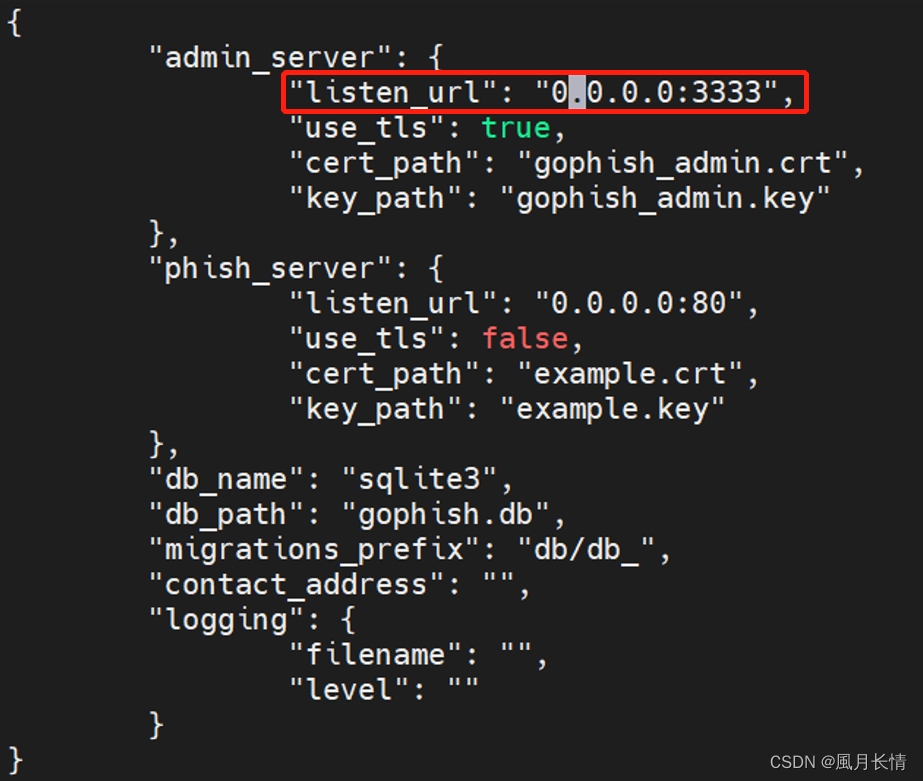 {
"admin_server": {
"listen_url": "0.0.0.0:3333",
"use_tls": true,
"cert_path": "gophish_admin.crt",
"key_path": "gophish_admin.key"
},
"phish_server": {
"listen_url": "0.0.0.0:80",
"use_tls": false,
"cert_path": "example.crt",
"key_path": "example.key"
},
"db_name": "sqlite3",
"db_path": "gophish.db",
"migrations_prefix": "db/db_",
"contact_address": "",
"logging": {
"filename": "",
"level": ""
}
}
CSDN @風月长情